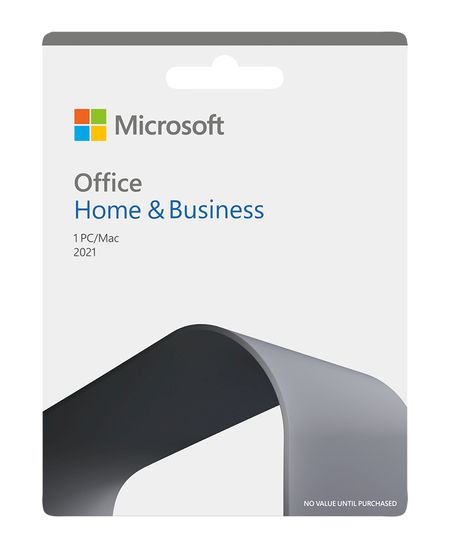 Microsoft
Office
Home & Business
1 PC/Mac
2021
NO VALUE UNTIL PURCHASED